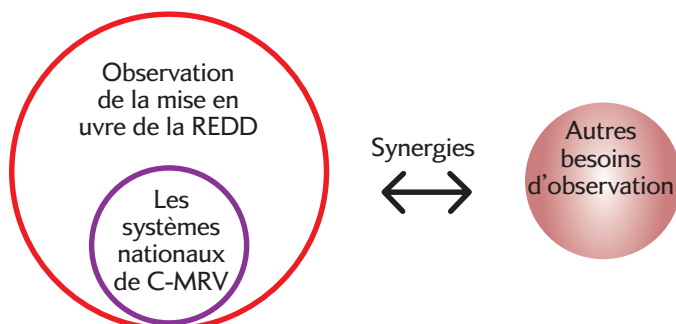 Observation
de la mise en
uvre de la REDD
Les
systèmes
nationaux
de C-MRV
Synergies
Autres
besoins
d'observation